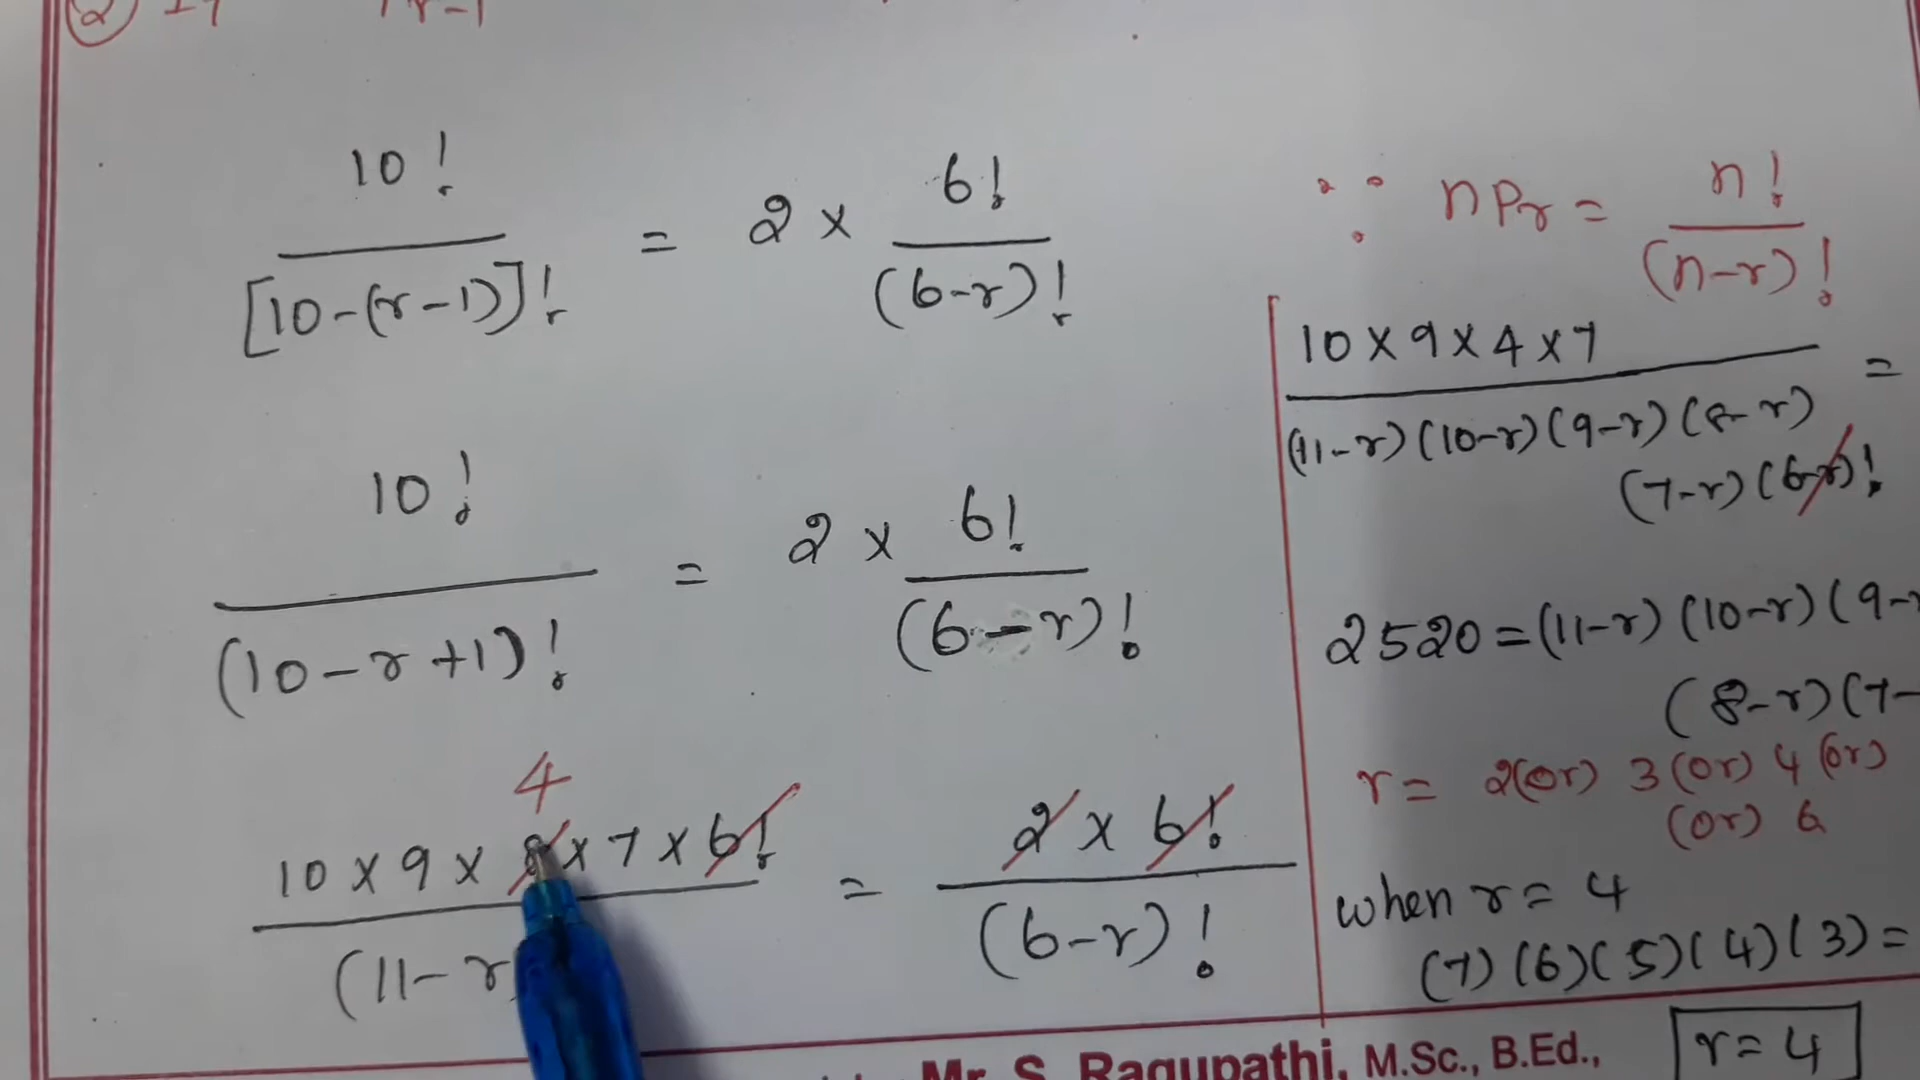 ②
10! / [10-(r-1)]! = 2 × 6! / (6-r)!
10! / (10-r+1)! = 2 × 6! / (6-r)!
4
10 × 9 × 8 × 7 × 6! / (11-r = 2 × 6! / (6-r)!
∵ nPr = n! / (n-r)!
10 × 9 × 4 × 7 / (11-r)(10-r)(9-r)(8-r) =
(7-r)(6-r)!
2520 = (11-r)(10-r)(9-
(8-r)(7-
r = 2(or) 3(or) 4(or)
(or) 6
when r = 4
(7)(6)(5)(4)(3) =
r = 4
Mr. S. Ragupathi, M.Sc., B.Ed.,